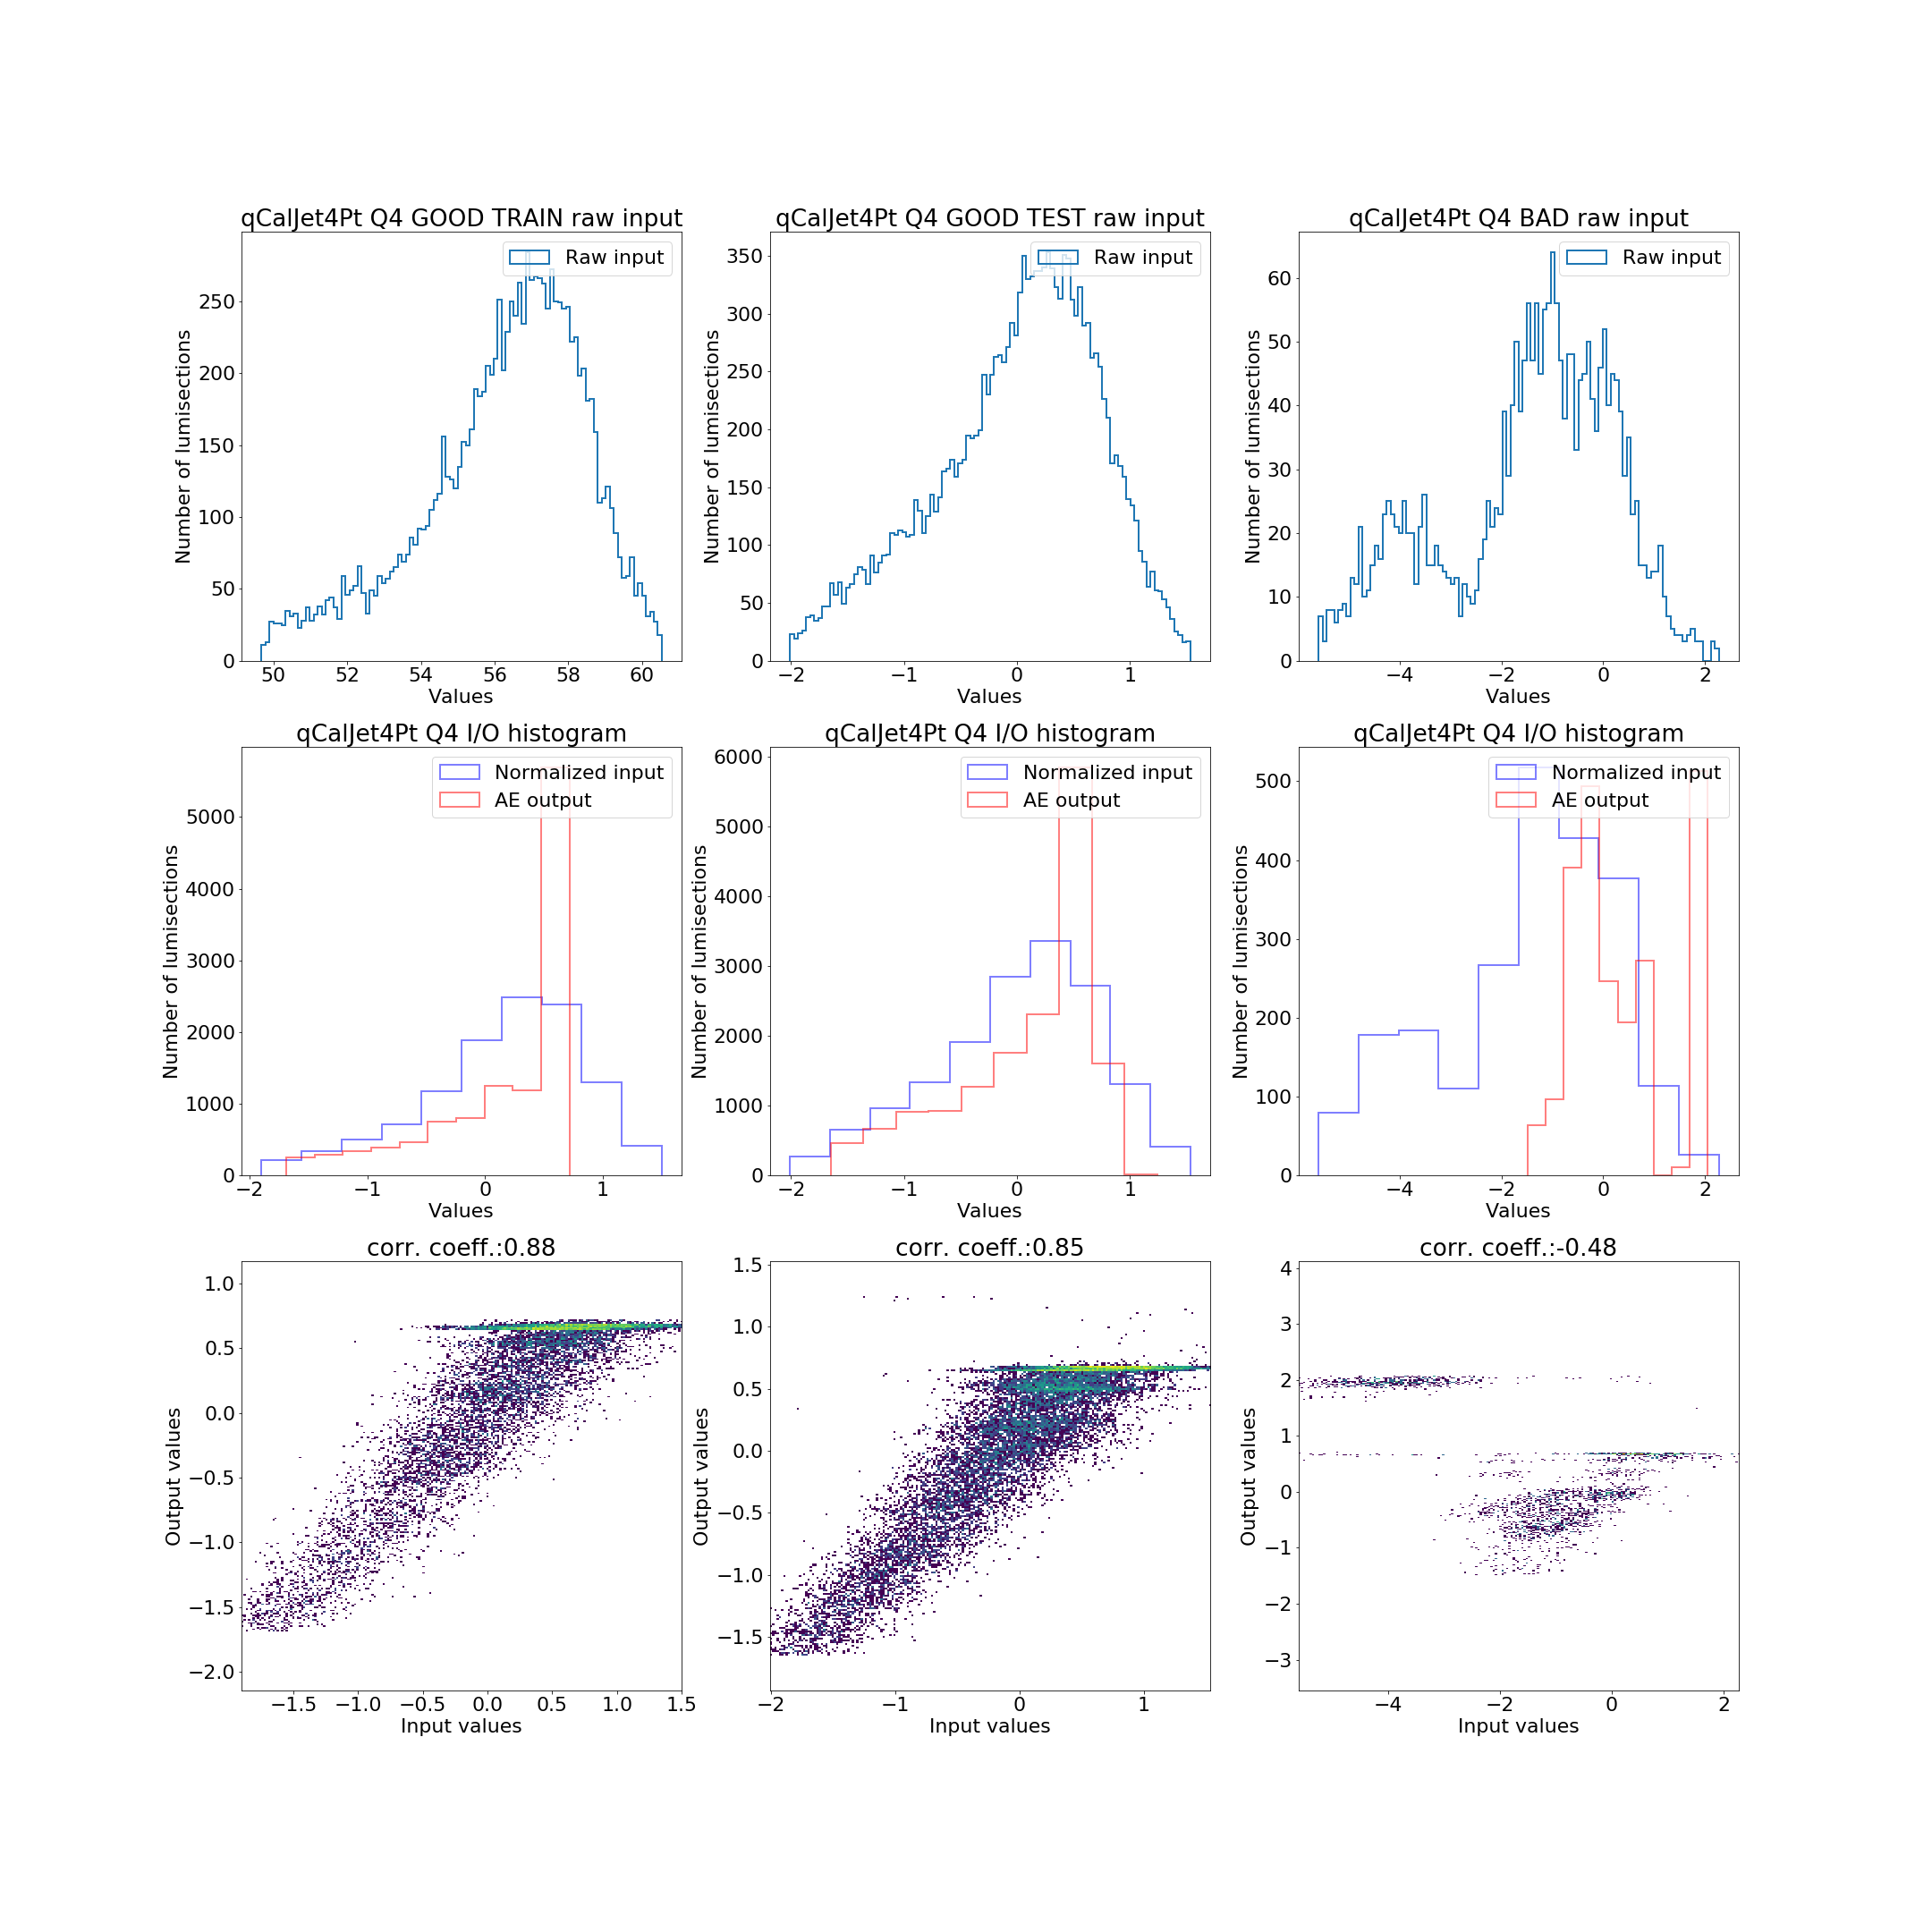 qCalJet4Pt Q4 GOOD TRAIN raw input
Raw input
Number of lumisections
250
200
150
100
50
0
50 52 54 56 58 60
Values
qCalJet4Pt Q4 GOOD TEST raw input
Raw input
Number of lumisections
350
300
250
200
150
100
50
0
−2 −1 0 1
Values
qCalJet4Pt Q4 BAD raw input
Raw input
Number of lumisections
60
50
40
30
20
10
0
−4 −2 0 2
Values
qCalJet4Pt Q4 I/O histogram
Normalized input
AE output
Number of lumisections
5000
4000
3000
2000
1000
0
−2 −1 0 1
Values
qCalJet4Pt Q4 I/O histogram
Normalized input
AE output
Number of lumisections
6000
5000
4000
3000
2000
1000
0
−2 −1 0 1
Values
qCalJet4Pt Q4 I/O histogram
Normalized input
AE output
Number of lumisections
500
400
300
200
100
0
−4 −2 0 2
Values
corr. coeff.:0.88
Output values
1.0
0.5
0.0
−0.5
−1.0
−1.5
−2.0
−1.5 −1.0 −0.5 0.0 0.5 1.0 1.5
Input values
corr. coeff.:0.85
Output values
1.5
1.0
0.5
0.0
−0.5
−1.0
−1.5
−2 −1 0 1
Input values
corr. coeff.:-0.48
Output values
4
3
2
1
0
−1
−2
−3
−4 −2 0 2
Input values